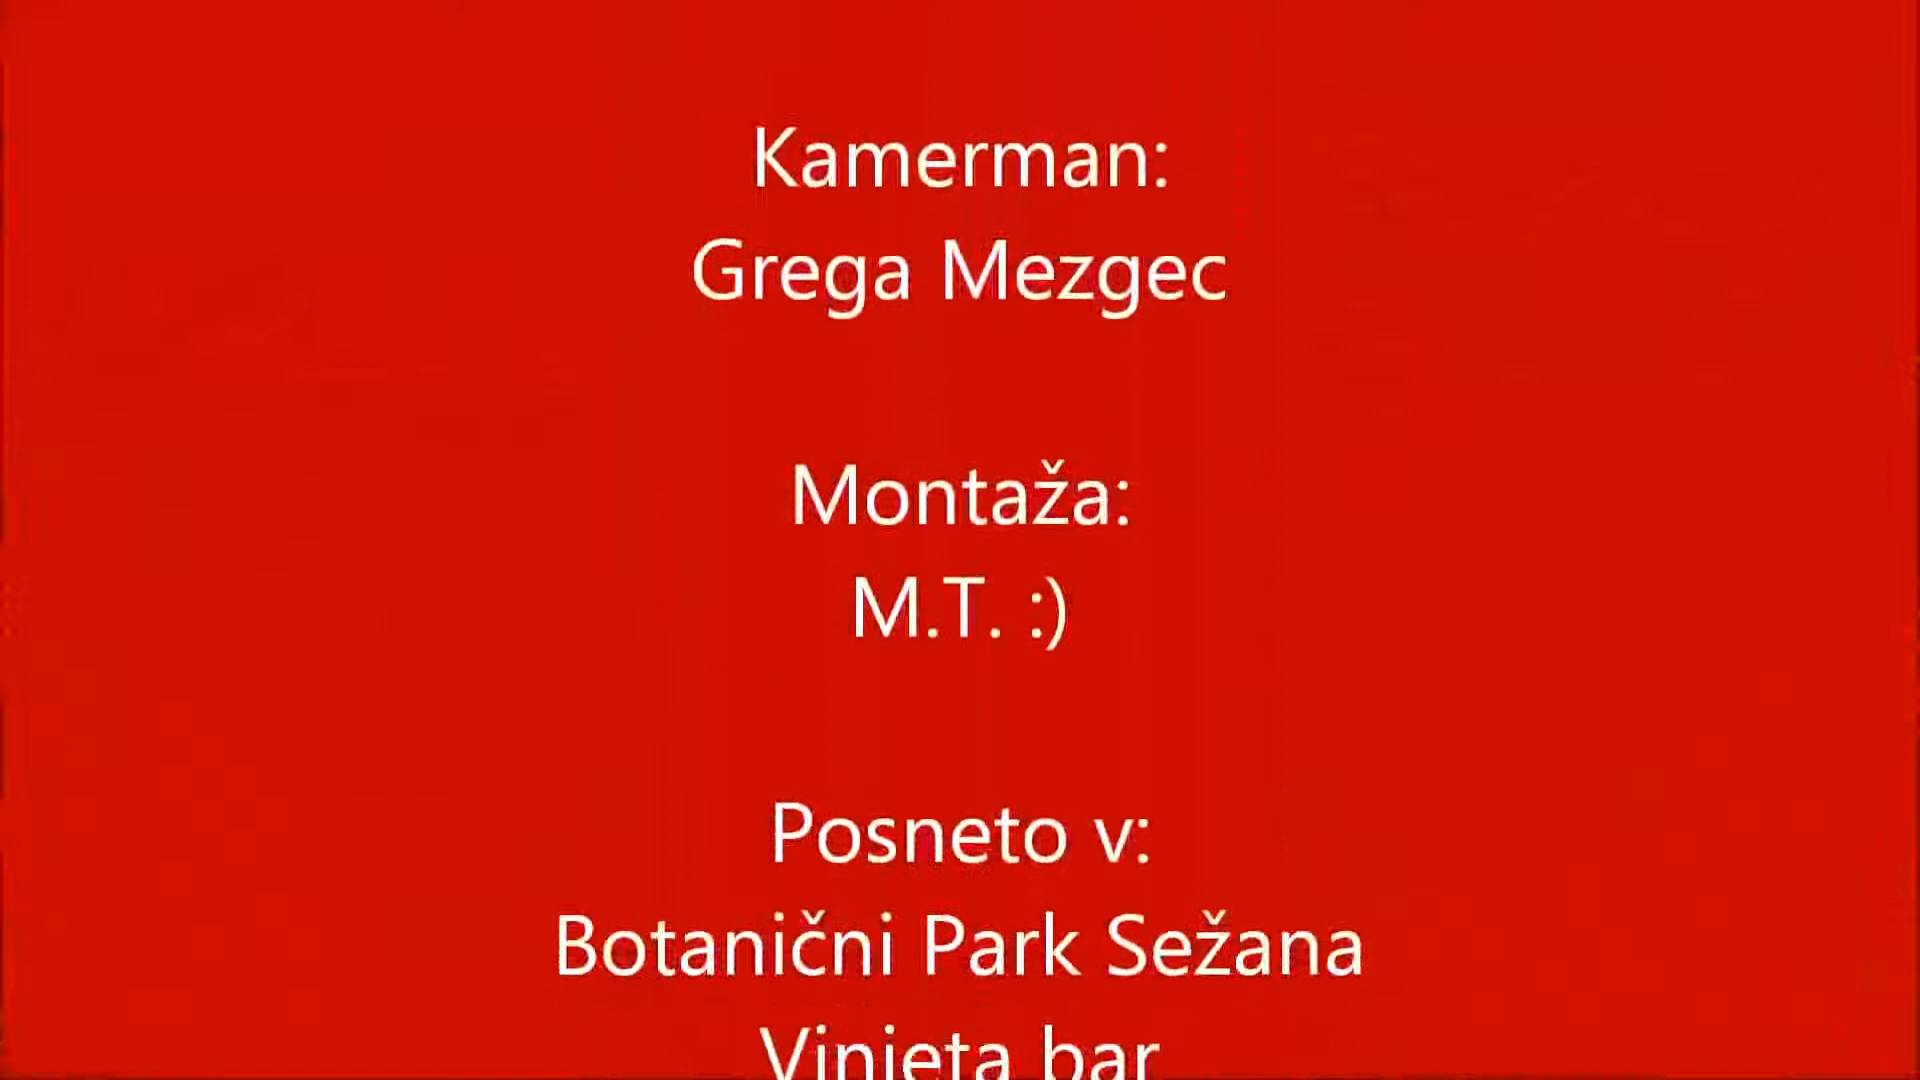 Kamerman:
Grega Mezgec
Montaža:
M.T. :)
Posneto v:
Botanični Park Sežana
Vinjeta bar